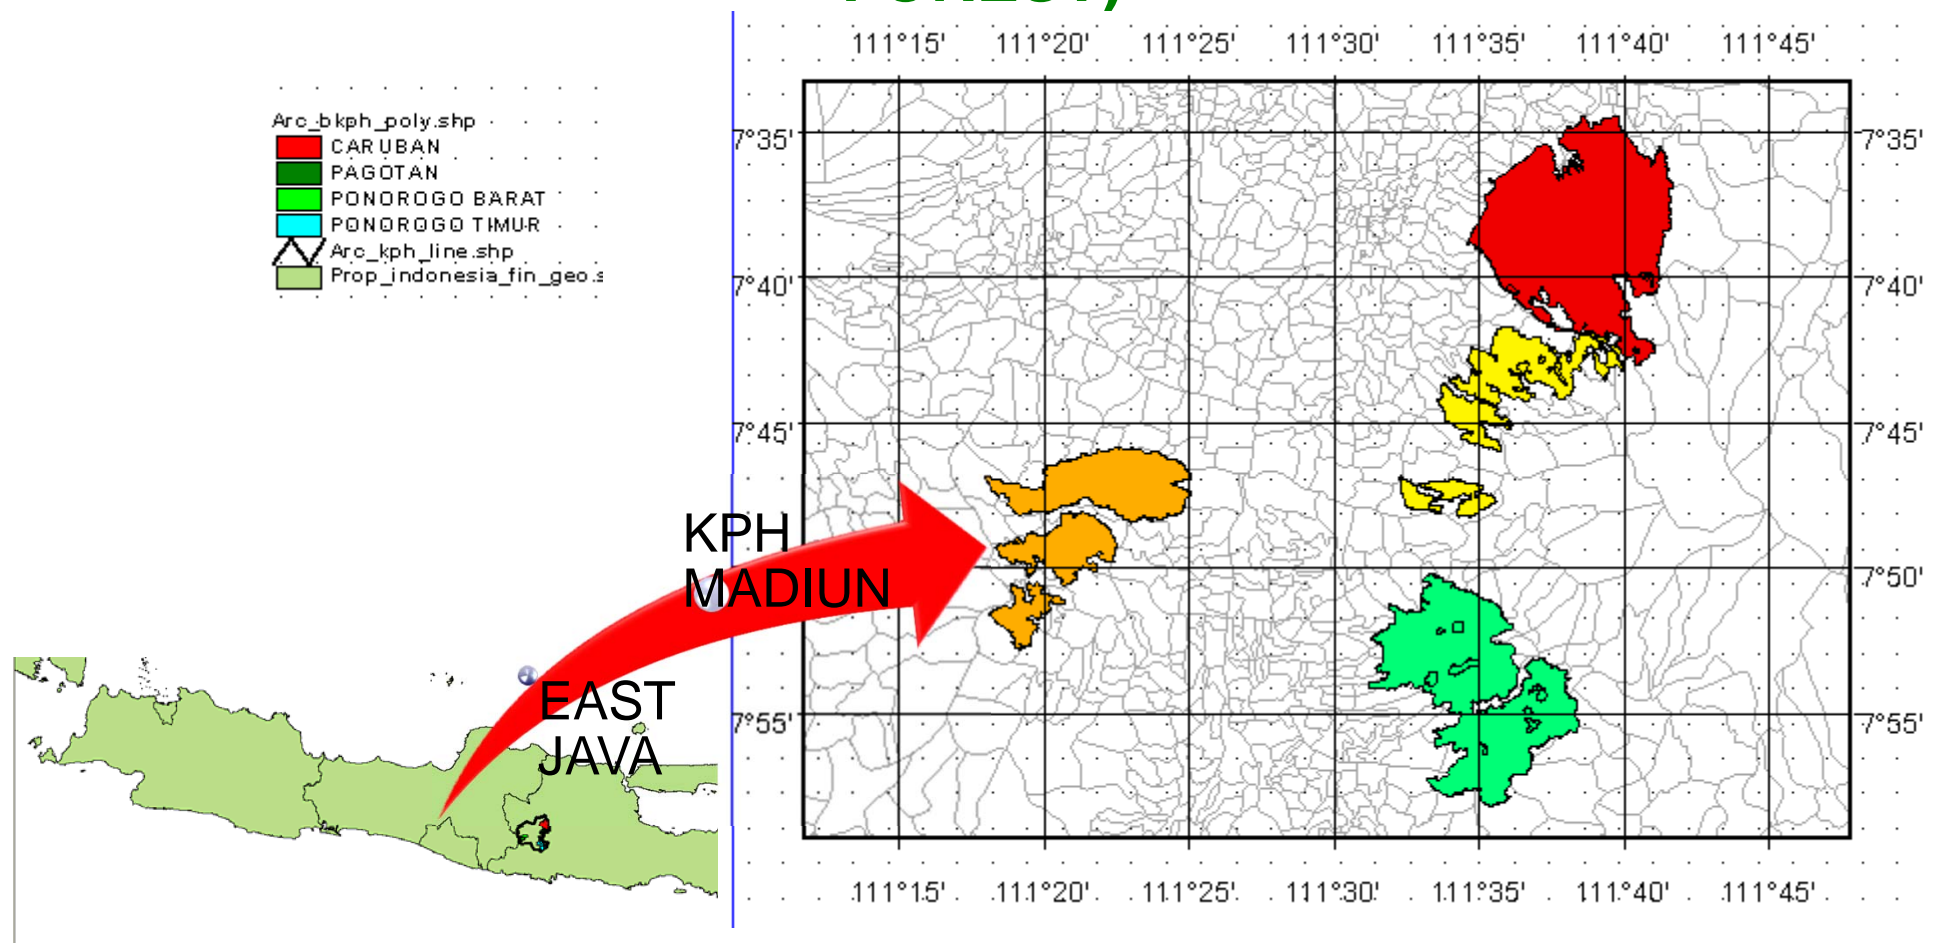 FOREST)
111°15' 111°20' 111°25' 111°30' 111°35' 111°40' 111°45'
Arc_bkph_poly.shp
CARUBAN
PAGOTAN
PONOROGO BARAT
PONOROGO TIMUR
Arc_kph_line.shp
Prop_indonesia_fin_geo.s
7°35' 7°35'
7°40' 7°40'
7°45' 7°45'
KPH
MADIUN
7°50'
EAST
JAVA
7°55' 7°55'
111°15' 111°20' 111°25' 111°30' 111°35' 111°40' 111°45'